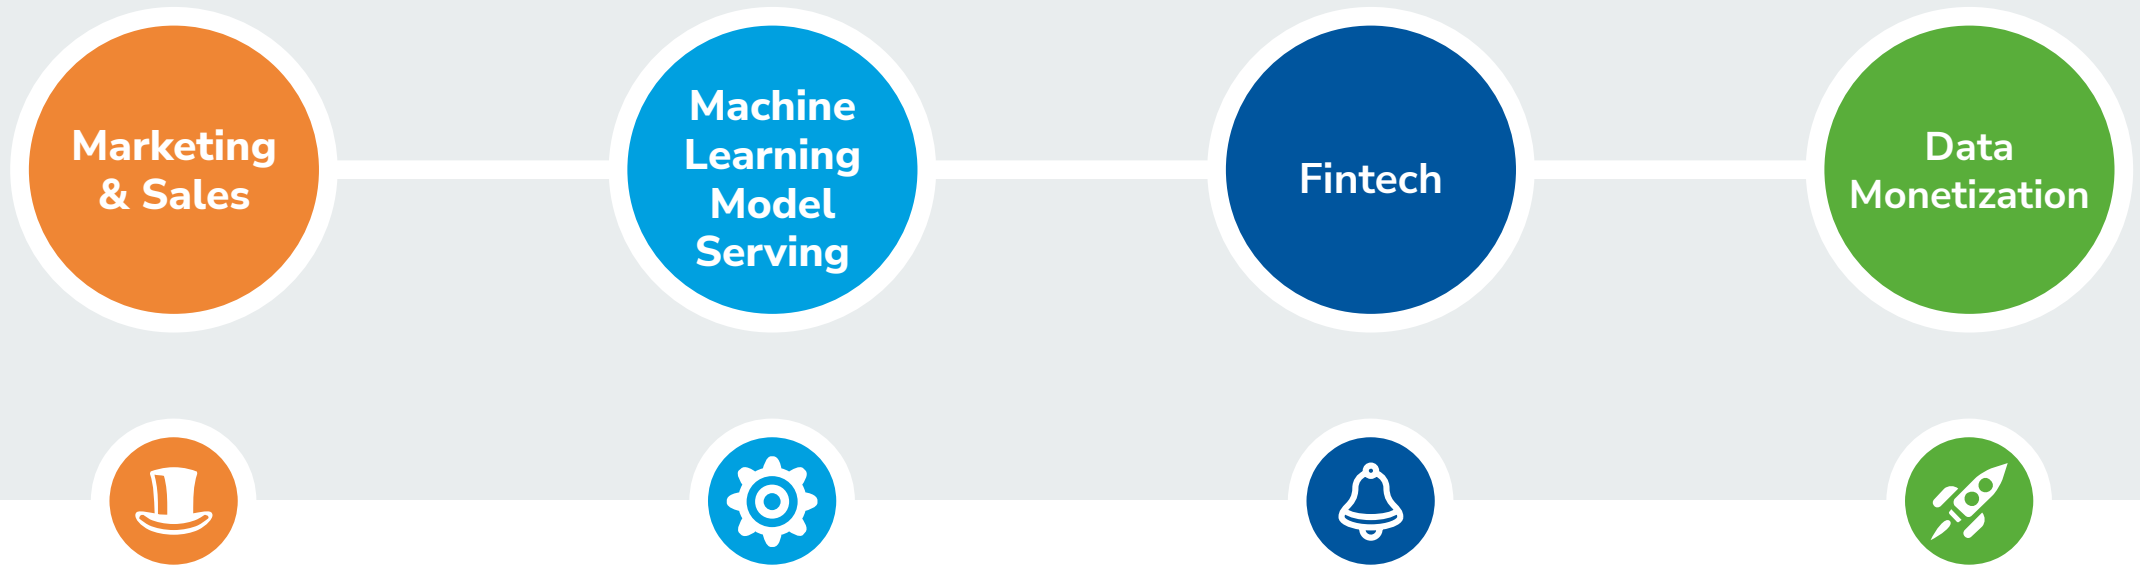 Marketing
& Sales
Machine
Learning
Model
Serving
Fintech
Data
Monetization